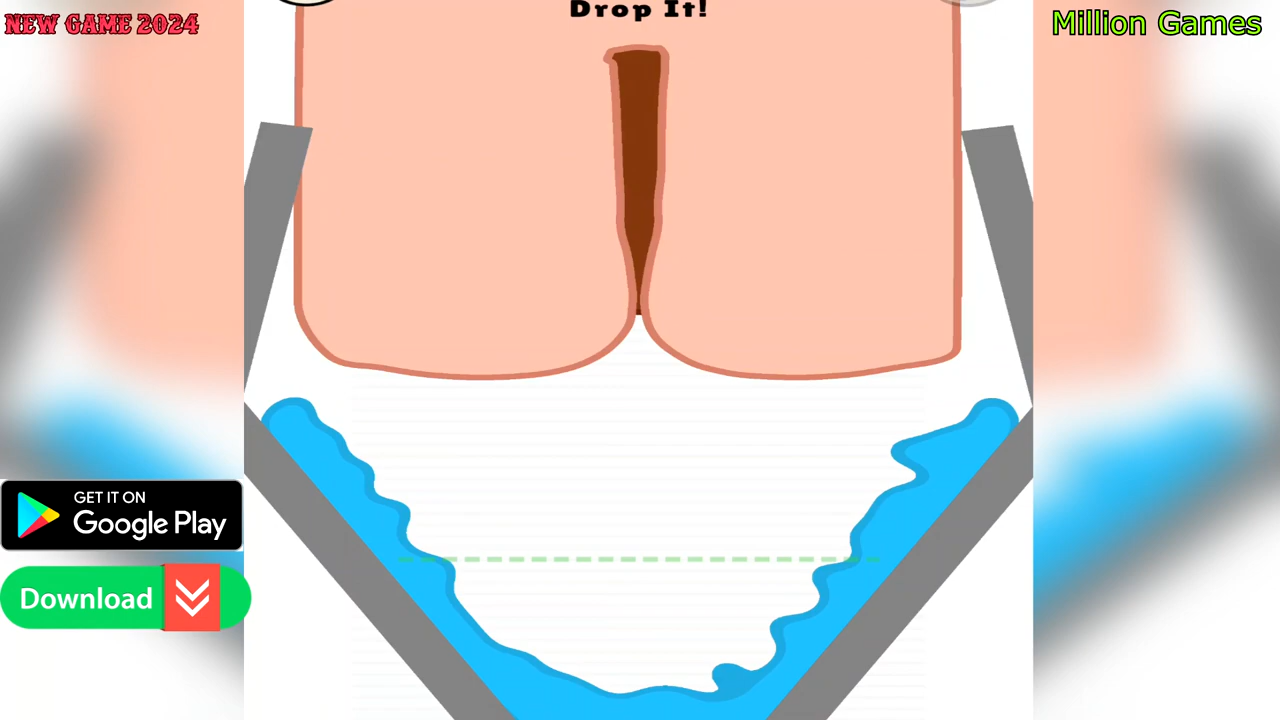 Drop It!
NEW GAME 2024
Million Games
GET IT ON
Google Play
Download